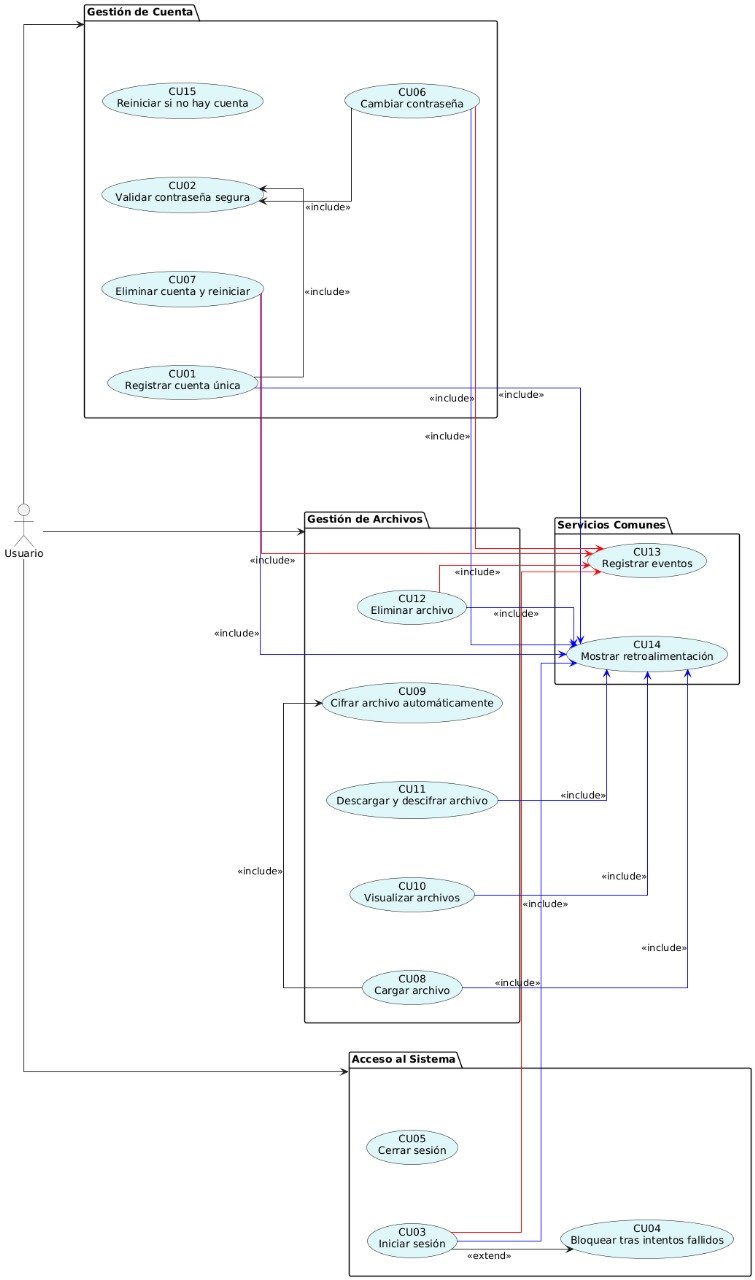 Gestión de Cuenta
CU15
Reiniciar si no hay cuenta
CU06
Cambiar contraseña
CU02
Validar contraseña segura
«include»
CU07
Eliminar cuenta y reiniciar
«include»
CU01
Registrar cuenta única
«include»
«include»
«include»
Usuario
Gestión de Archivos
Servicios Comunes
CU13
Registrar eventos
«include»
«include»
CU12
Eliminar archivo
«include»
«include»
CU14
Mostrar retroalimentación
CU09
Cifrar archivo automáticamente
CU11
Descargar y descifrar archivo
«include»
«include»
CU10
Visualizar archivos
«include»
«include»
«include»
CU08
Cargar archivo
«include»
Acceso al Sistema
CU05
Cerrar sesión
CU03
Iniciar sesión
CU04
Bloquear tras intentos fallidos
«extend»